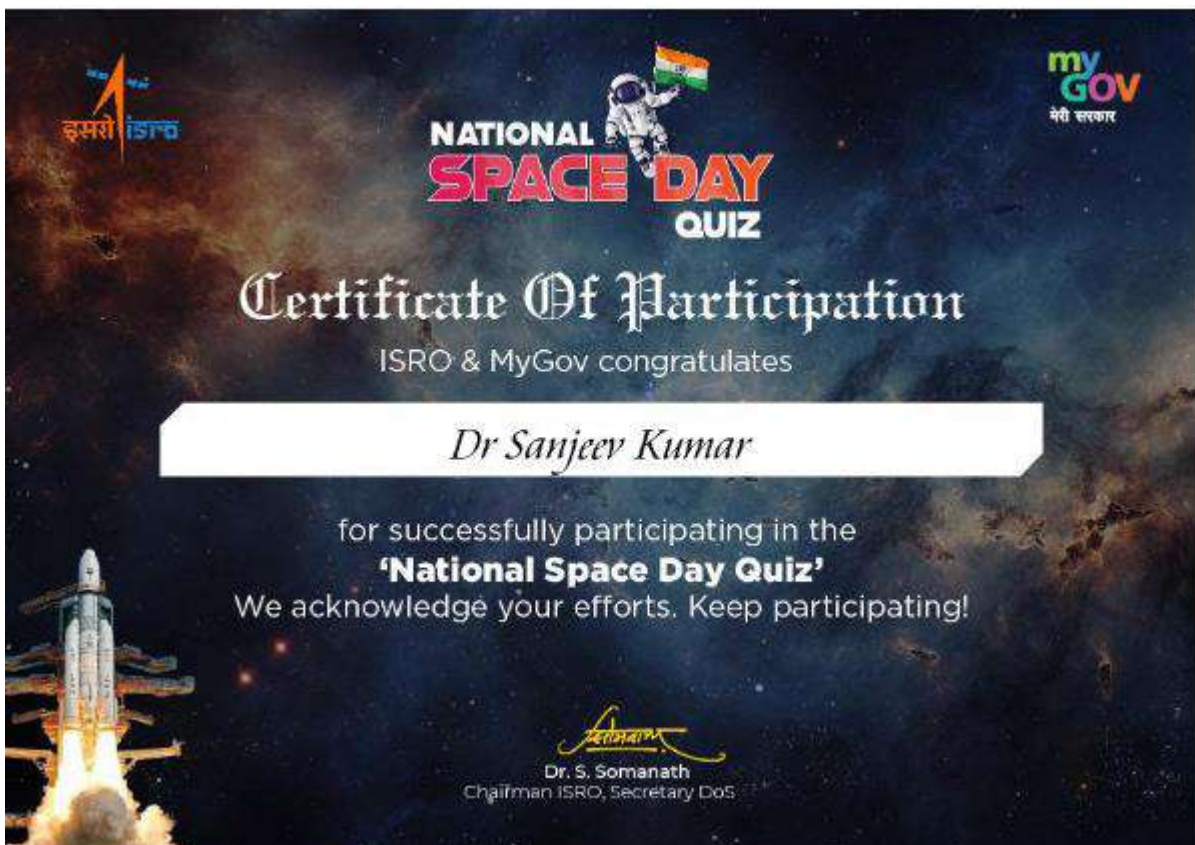 इसरो isro
my
GOV
मेरी सरकार
NATIONAL
SPACE DAY
QUIZ
Certificate Of Participation
ISRO & MyGov congratulates
Dr Sanjeev Kumar
for successfully participating in the
‘National Space Day Quiz’
We acknowledge your efforts. Keep participating!
Dr. S. Somanath
Chairman ISRO, Secretary DoS